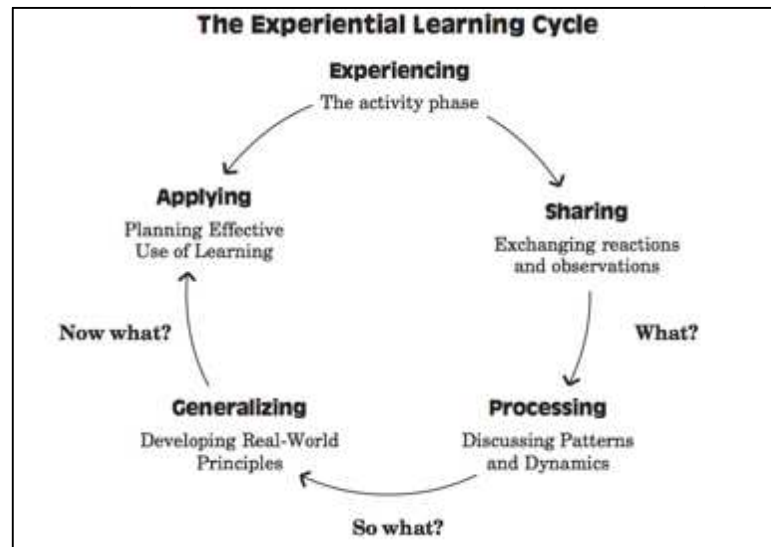 The Experiential Learning Cycle
Experiencing
The activity phase
Sharing
Exchanging reactions
and observations
What?
Processing
Discussing Patterns
and Dynamics
So what?
Generalizing
Developing Real-World
Principles
Now what?
Applying
Planning Effective
Use of Learning